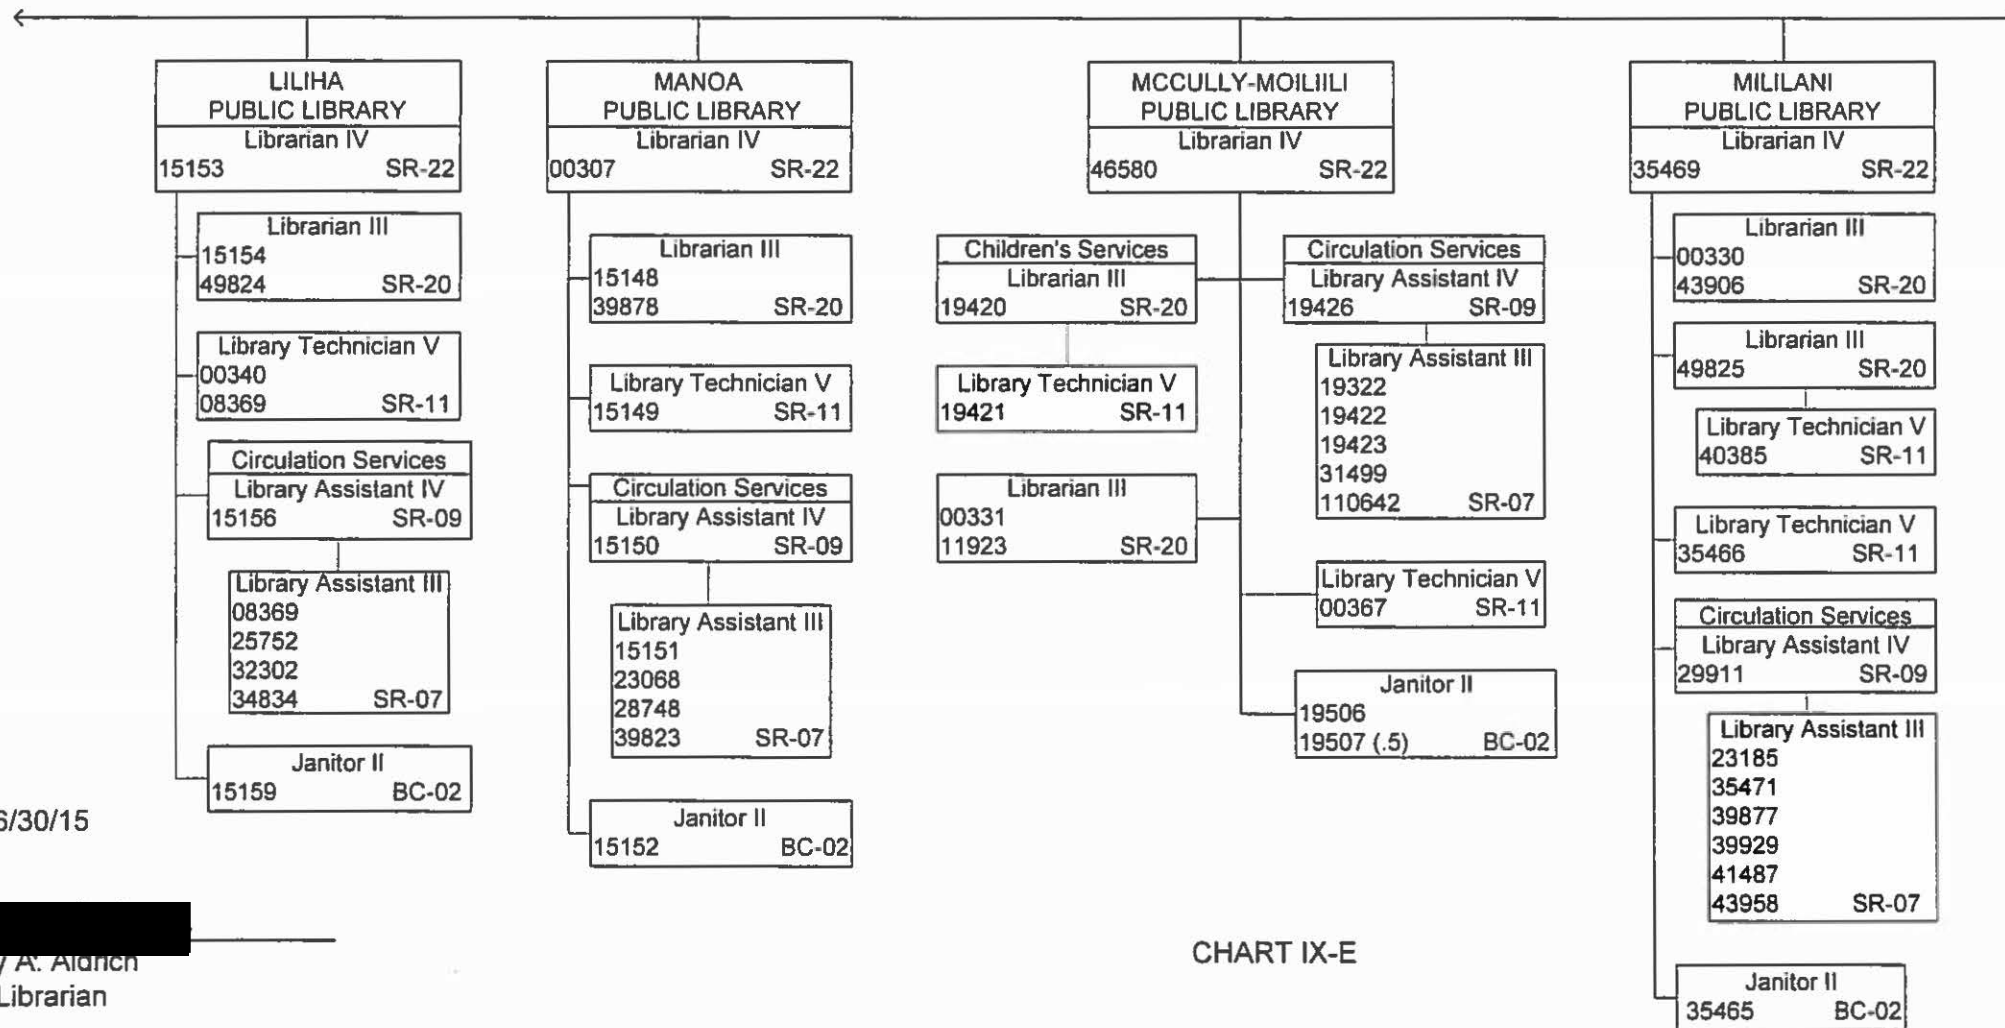 LILIHA
PUBLIC LIBRARY
Librarian IV
15153 SR-22
Librarian III
15154
49824 SR-20
Library Technician V
00340
08369 SR-11
Circulation Services
Library Assistant IV
15156 SR-09
Library Assistant III
08369
25752
32302
34834 SR-07
Janitor II
15159 BC-02
MANOA
PUBLIC LIBRARY
Librarian IV
00307 SR-22
Librarian III
15148
39878 SR-20
Library Technician V
15149 SR-11
Circulation Services
Library Assistant IV
15150 SR-09
Library Assistant III
15151
23068
28748
39823 SR-07
Janitor II
15152 BC-02
MCCULLY-MOILIILI
PUBLIC LIBRARY
Librarian IV
46580 SR-22
Children's Services
Librarian III
19420 SR-20
Library Technician V
19421 SR-11
Librarian III
00331
11923 SR-20
Circulation Services
Library Assistant IV
19426 SR-09
Library Assistant III
19322
19422
19423
31499
110642 SR-07
Library Technician V
00367 SR-11
Janitor II
19506
19507 (.5) BC-02
MILILANI
PUBLIC LIBRARY
Librarian IV
35469 SR-22
Librarian III
00330
43906 SR-20
Librarian III
49825 SR-20
Library Technician V
40385 SR-11
Library Technician V
35466 SR-11
Circulation Services
Library Assistant IV
29911 SR-09
Library Assistant III
23185
35471
39877
39929
41487
43958 SR-07
Janitor II
35465 BC-02
6/30/15
y A. Aldrich
Librarian
CHART IX-E